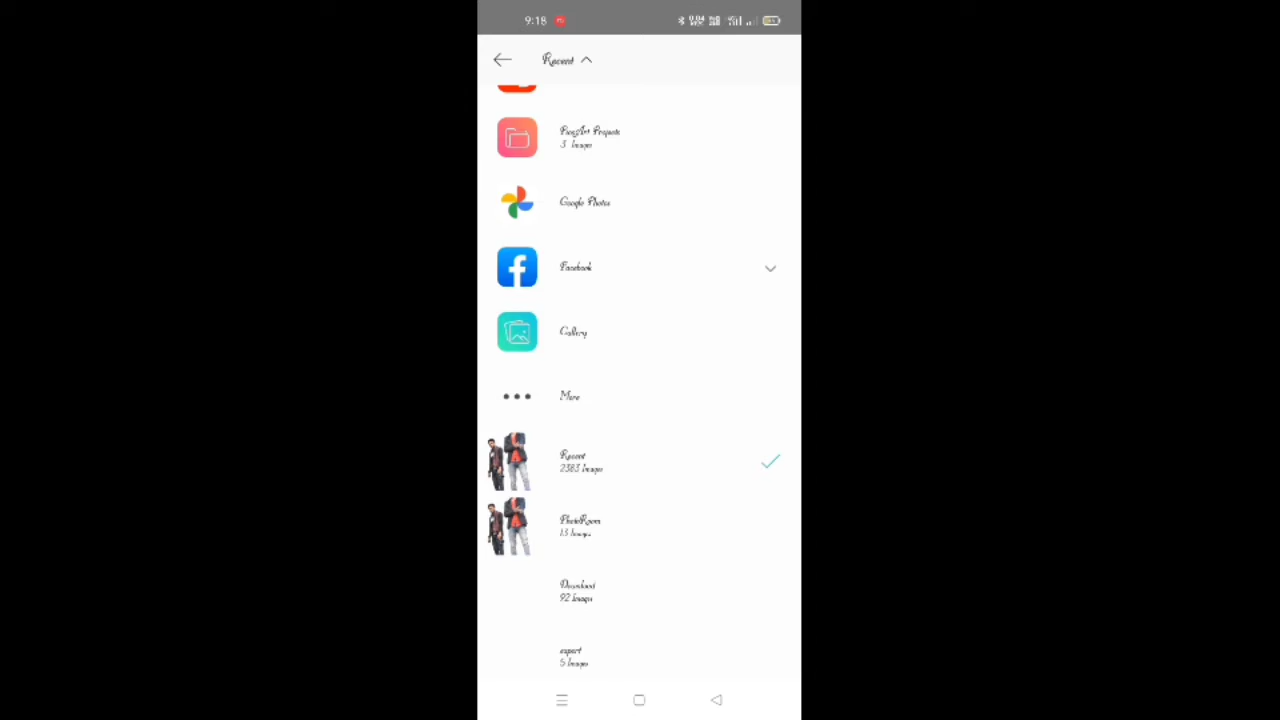 9:18
Recent
PicsArt Projects
3 Images
Google Photos
Facebook
Gallery
More
Recent
2383 Images
PhotoRoom
13 Images
Download
92 Images
export
5 Images